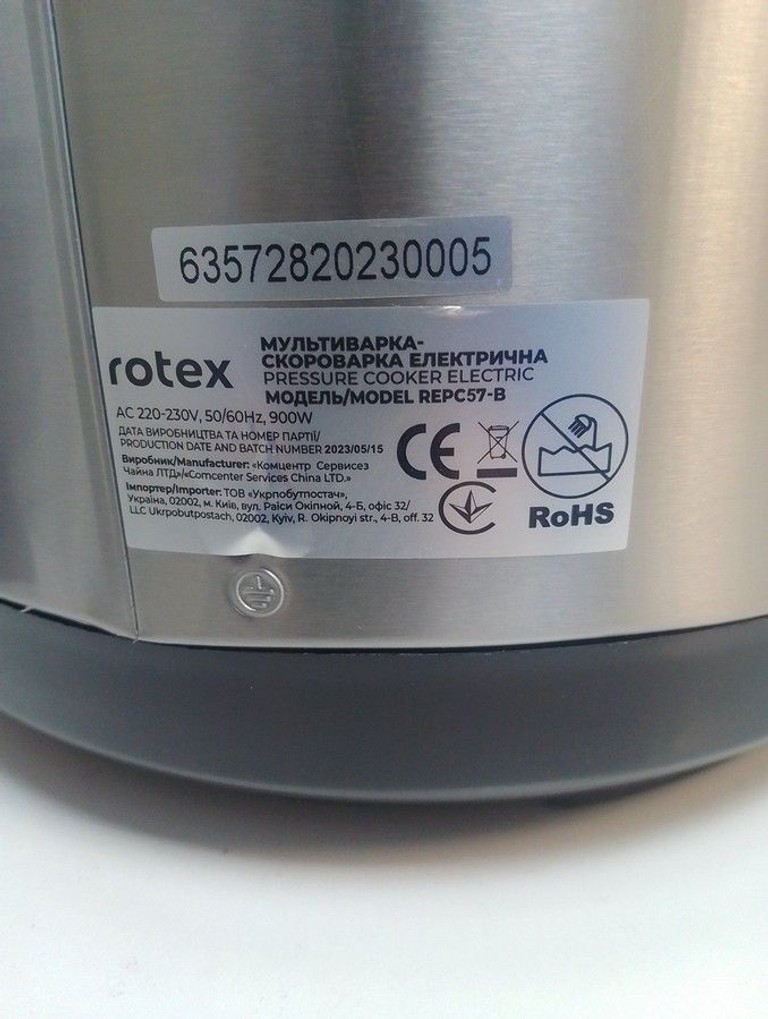 63572820230005
rotex
МУЛЬТИВАРКА-
СКОРОВАРКА ЕЛЕКТРИЧНА
PRESSURE COOKER ELECTRIC
МОДЕЛЬ/MODEL REPC57-B
AC 220-230V, 50/60Hz, 900W
ДАТА ВИРОБНИЦТВА ТА НОМЕР ПАРТІЇ/
PRODUCTION DATE AND BATCH NUMBER 2023/05/15
Виробник/Manufacturer: «Комцентр Сервисез
Чайна ЛТД»/«Comcenter Services China LTD.»
Імпортер/Importer: ТОВ «Укрпобутпостач»,
Україна, 02002, м. Київ, вул. Раїси Окіпной, 4-Б, офіс 32/
LLC Ukrpobutpostach, 02002, Kyiv, R. Okipnoyi str., 4-B, off. 32
CE
RoHS